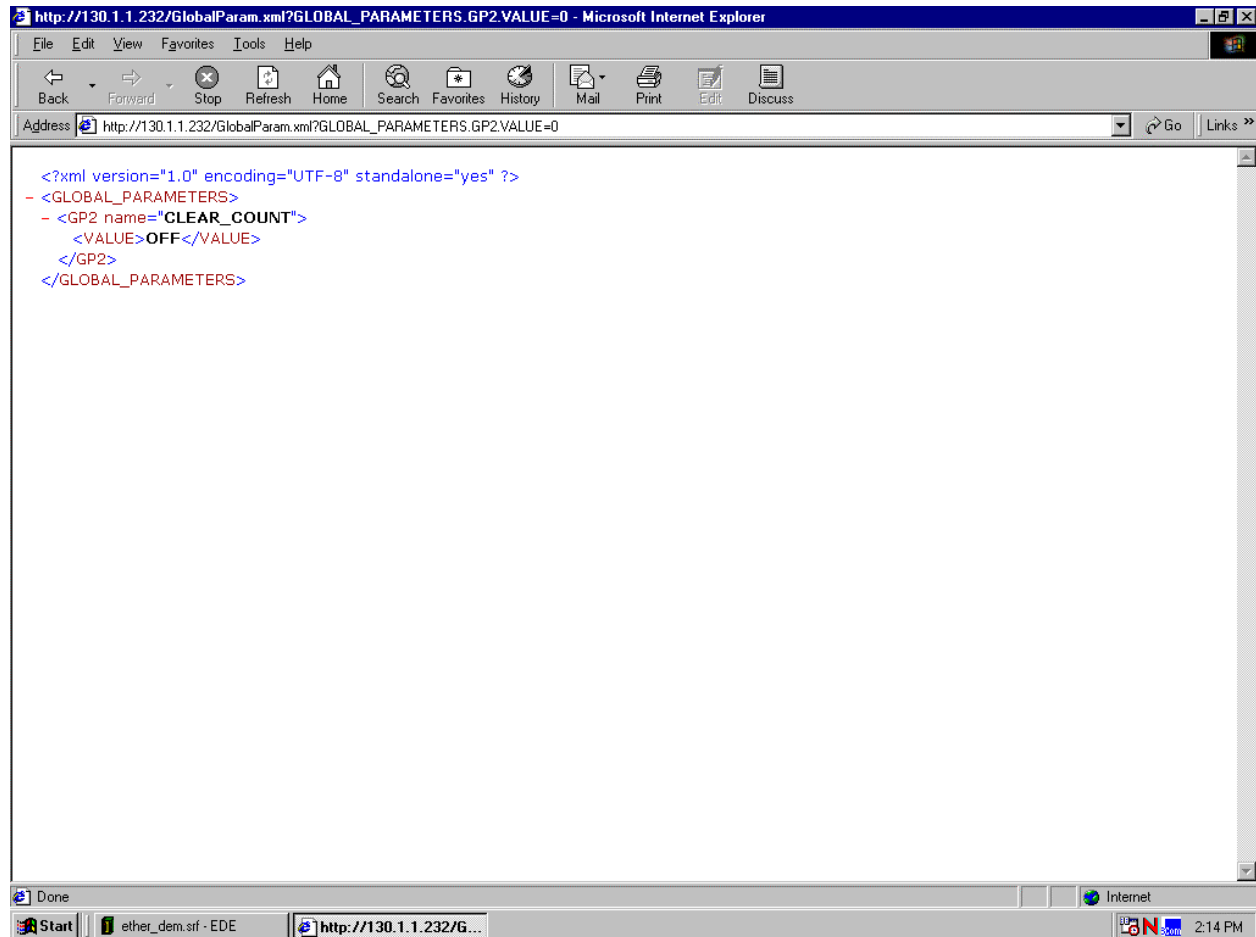 http://130.1.1.232/GlobalParam.xml?GLOBAL_PARAMETERS.GP2.VALUE=0 - Microsoft Internet Explorer
File Edit View Favorites Tools Help
Back Forward Stop Refresh Home Search Favorites History Mail Print Edit Discuss
Address http://130.1.1.232/GlobalParam.xml?GLOBAL_PARAMETERS.GP2.VALUE=0 Go Links »
<?xml version="1.0" encoding="UTF-8" standalone="yes" ?>
- <GLOBAL_PARAMETERS>
- <GP2 name="CLEAR_COUNT">
<VALUE>OFF</VALUE>
</GP2>
</GLOBAL_PARAMETERS>
Done Internet
Start ether_dem.srf - EDE http://130.1.1.232/G... N 3com 2:14 PM